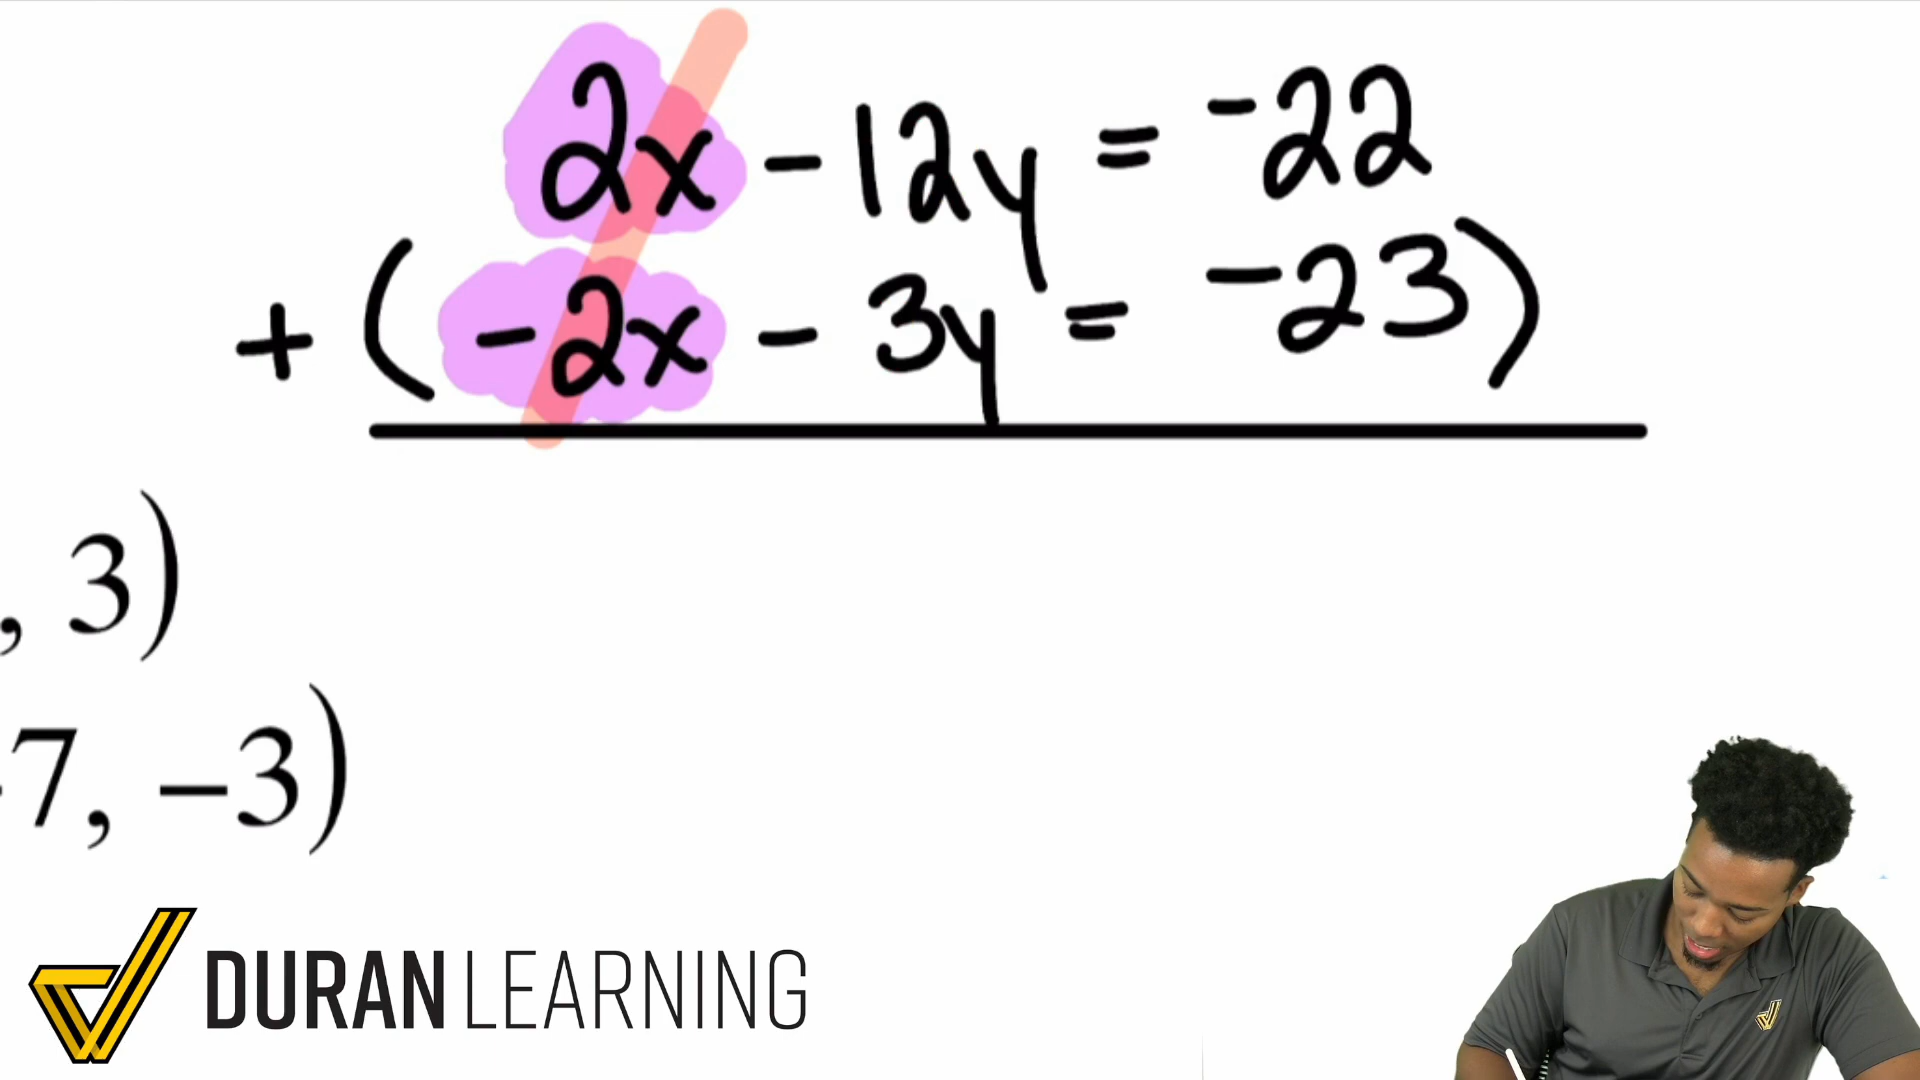 2x - 12y = -22
+ ( -2x - 3y = -23 )
, 3)
7, −3)
DURAN LEARNING